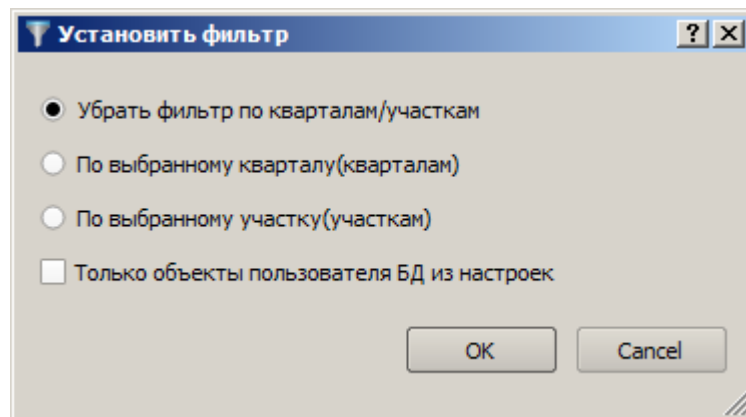 Установить фильтр
Убрать фильтр по кварталам/участкам
По выбранному кварталу(кварталам)
По выбранному участку(участкам)
Только объекты пользователя БД из настроек
OK Cancel